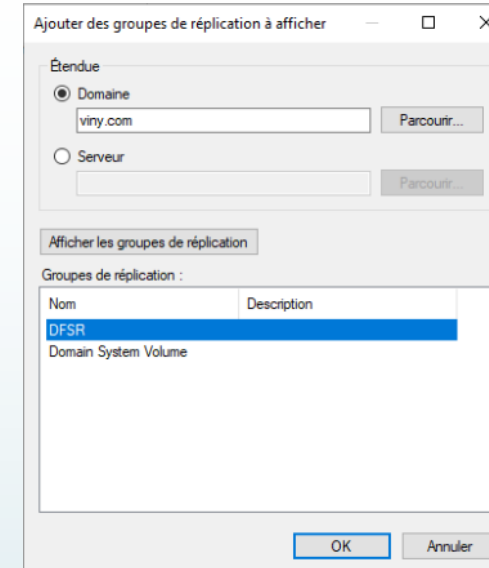 Ajouter des groupes de réplication à afficher
Étendue
Domaine
viny.com
Parcourir...
Serveur
Parcourir...
Afficher les groupes de réplication
Groupes de réplication :
Nom Description
DFSR
Domain System Volume
OK Annuler